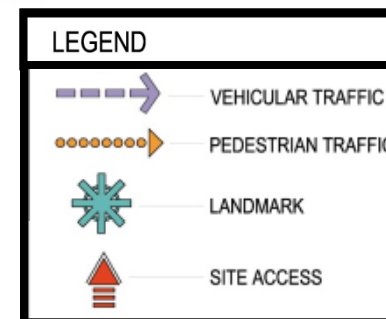 LEGEND
VEHICULAR TRAFFIC
PEDESTRIAN TRAFFIC
LANDMARK
SITE ACCESS